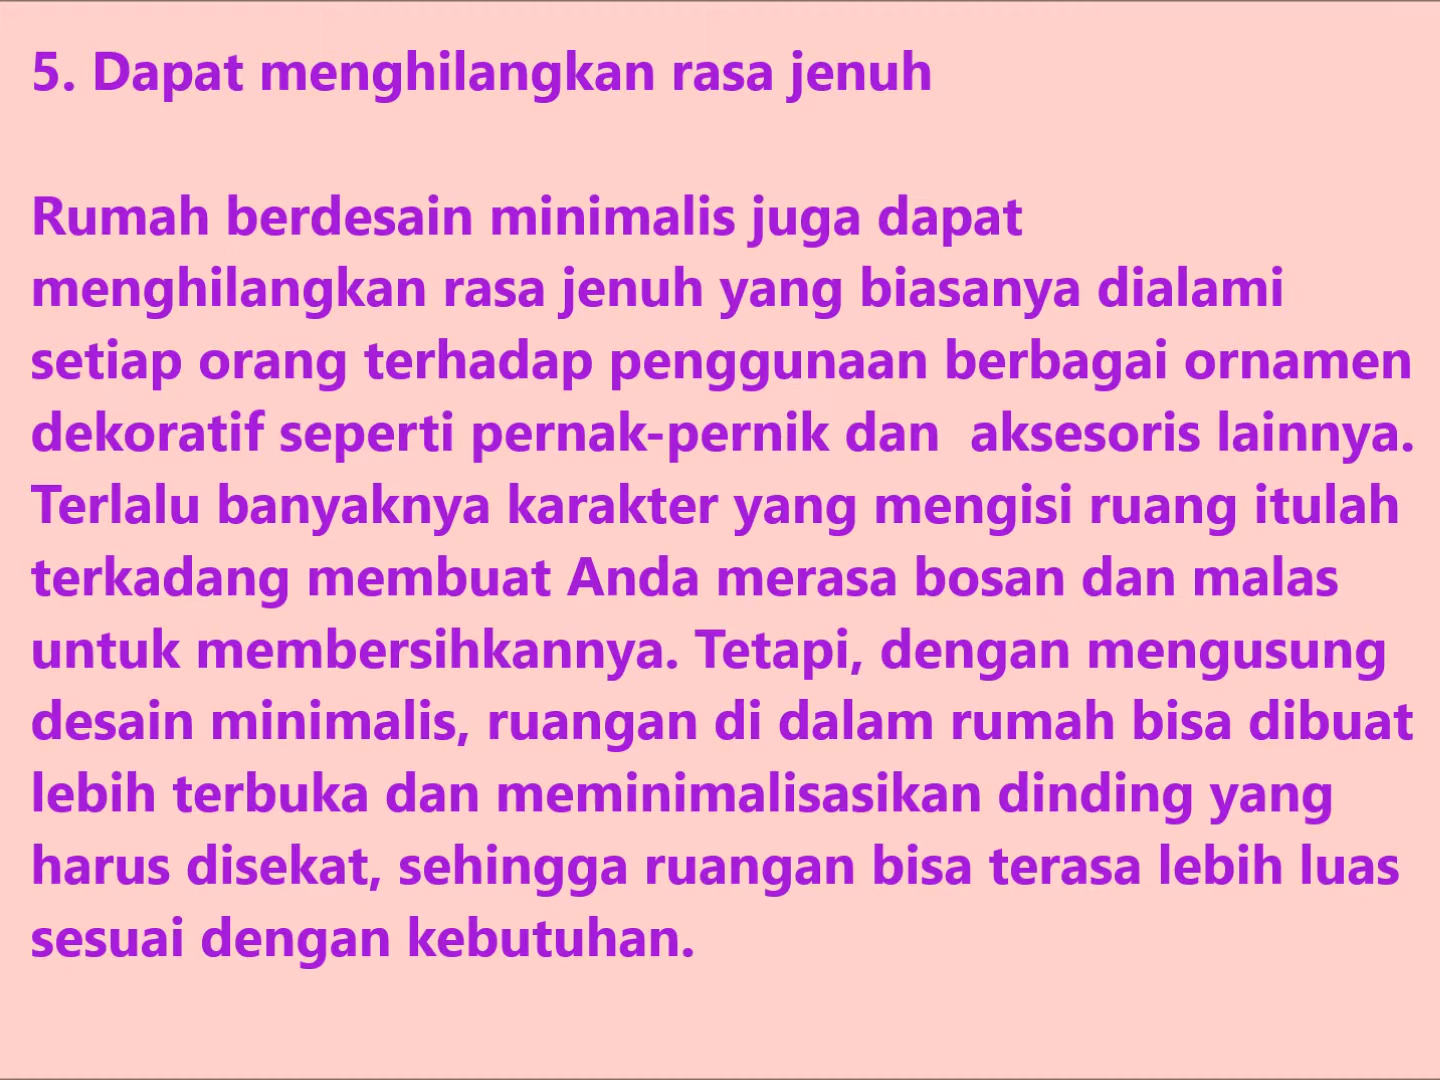 5. Dapat menghilangkan rasa jenuh
Rumah berdesain minimalis juga dapat
menghilangkan rasa jenuh yang biasanya dialami
setiap orang terhadap penggunaan berbagai ornamen
dekoratif seperti pernak-pernik dan  aksesoris lainnya.
Terlalu banyaknya karakter yang mengisi ruang itulah
terkadang membuat Anda merasa bosan dan malas
untuk membersihkannya. Tetapi, dengan mengusung
desain minimalis, ruangan di dalam rumah bisa dibuat
lebih terbuka dan meminimalisasikan dinding yang
harus disekat, sehingga ruangan bisa terasa lebih luas
sesuai dengan kebutuhan.